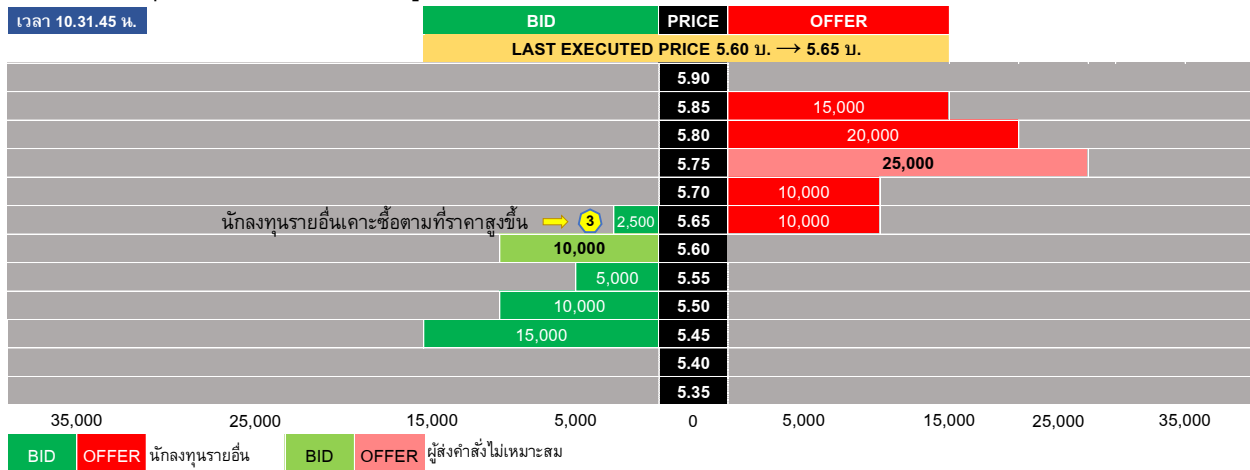 เวลา 10.31.45 น.
BID PRICE OFFER
LAST EXECUTED PRICE 5.60 บ. → 5.65 บ.
5.90
5.85 15,000
5.80 20,000
5.75 25,000
5.70 10,000
นักลงทุนรายอื่นเคาะซื้อตามที่ราคาสูงขึ้น 3 2,500 5.65 10,000
10,000 5.60
5,000 5.55
10,000 5.50
15,000 5.45
5.40
5.35
35,000 25,000 15,000 5,000 0 5,000 15,000 25,000 35,000
BID OFFER นักลงทุนรายอื่น BID OFFER ผู้ส่งคำสั่งไม่เหมาะสม